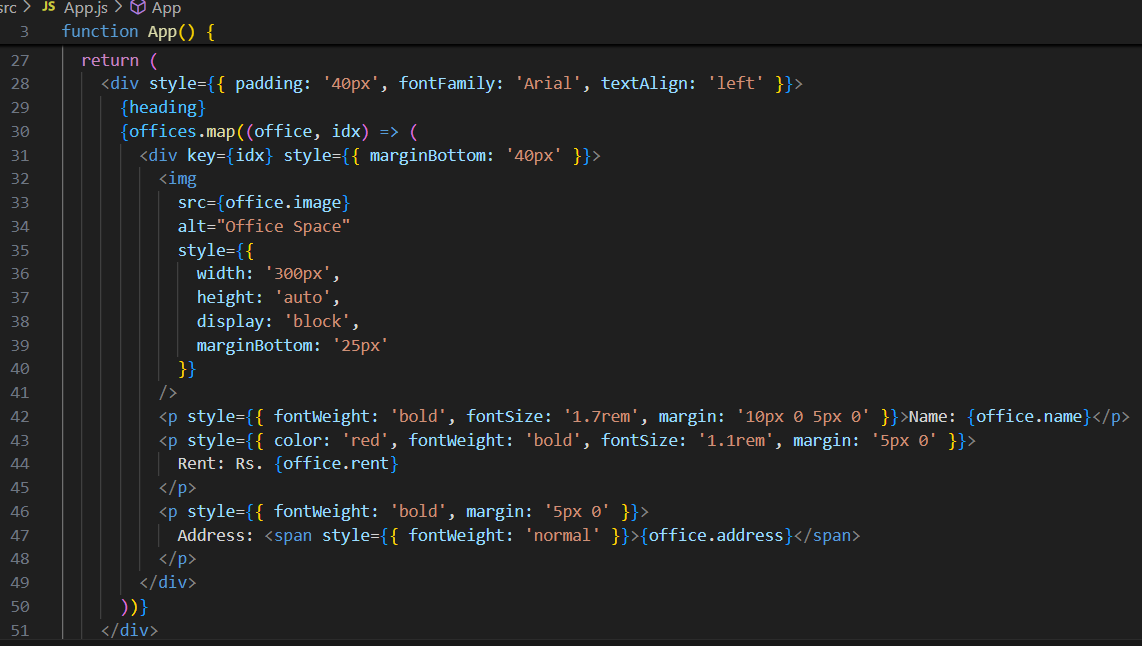 src > JS App.js > App
3 function App() {
27 return (
28 <div style={{ padding: '40px', fontFamily: 'Arial', textAlign: 'left' }}>
29 {heading}
30 {offices.map((office, idx) => (
31 <div key={idx} style={{ marginBottom: '40px' }}>
32 <img
33 src={office.image}
34 alt="Office Space"
35 style={{
36 width: '300px',
37 height: 'auto',
38 display: 'block',
39 marginBottom: '25px'
40 }}
41 />
42 <p style={{ fontWeight: 'bold', fontSize: '1.7rem', margin: '10px 0 5px 0' }}>Name: {office.name}</p>
43 <p style={{ color: 'red', fontWeight: 'bold', fontSize: '1.1rem', margin: '5px 0' }}>
44 Rent: Rs. {office.rent}
45 </p>
46 <p style={{ fontWeight: 'bold', margin: '5px 0' }}>
47 Address: <span style={{ fontWeight: 'normal' }}>{office.address}</span>
48 </p>
49 </div>
50 ))}
51 </div>